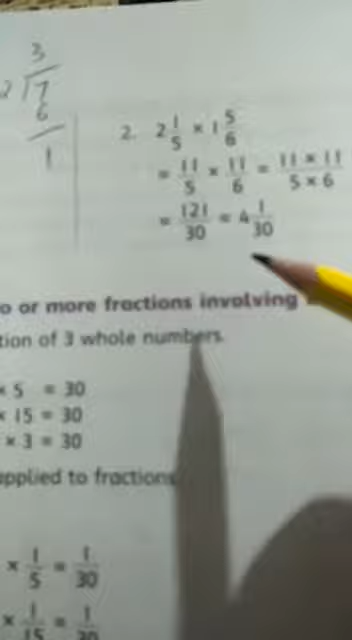 3
2 7
6
1
2. 2 1/5 × 1 5/6
= 11/5 × 11/6 = 11 × 11 / 5 × 6
= 121/30 = 4 1/30
o or more fractions involving
tion of 3 whole numbers.
× 5 = 30
× 15 = 30
× 3 = 30
applied to fractions
× 1/5 = 1/30
× 1/15 = 1/30